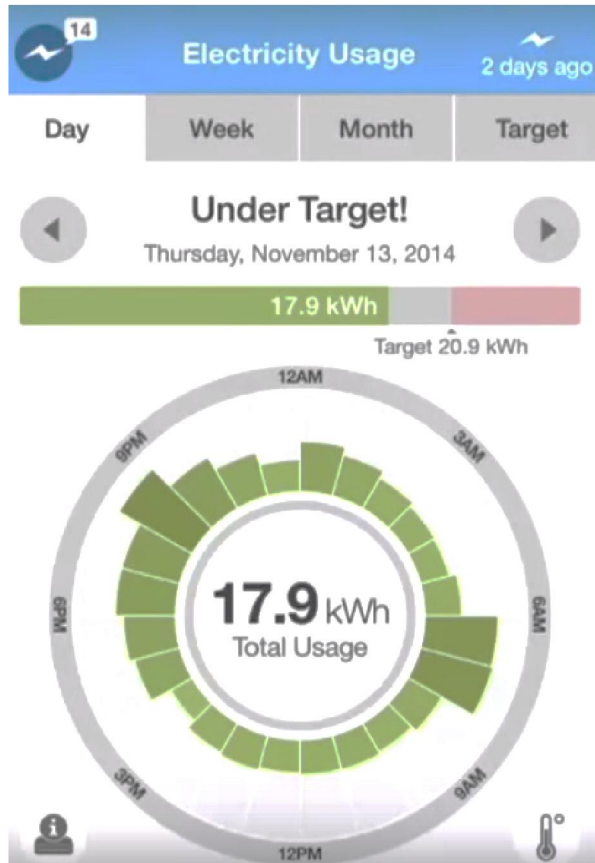 14
Electricity Usage
2 days ago
Day
Week
Month
Target
Under Target!
Thursday, November 13, 2014
17.9 kWh
Target 20.9 kWh
12AM
3AM
6AM
9AM
12PM
3PM
6PM
9PM
17.9 kWh
Total Usage
i